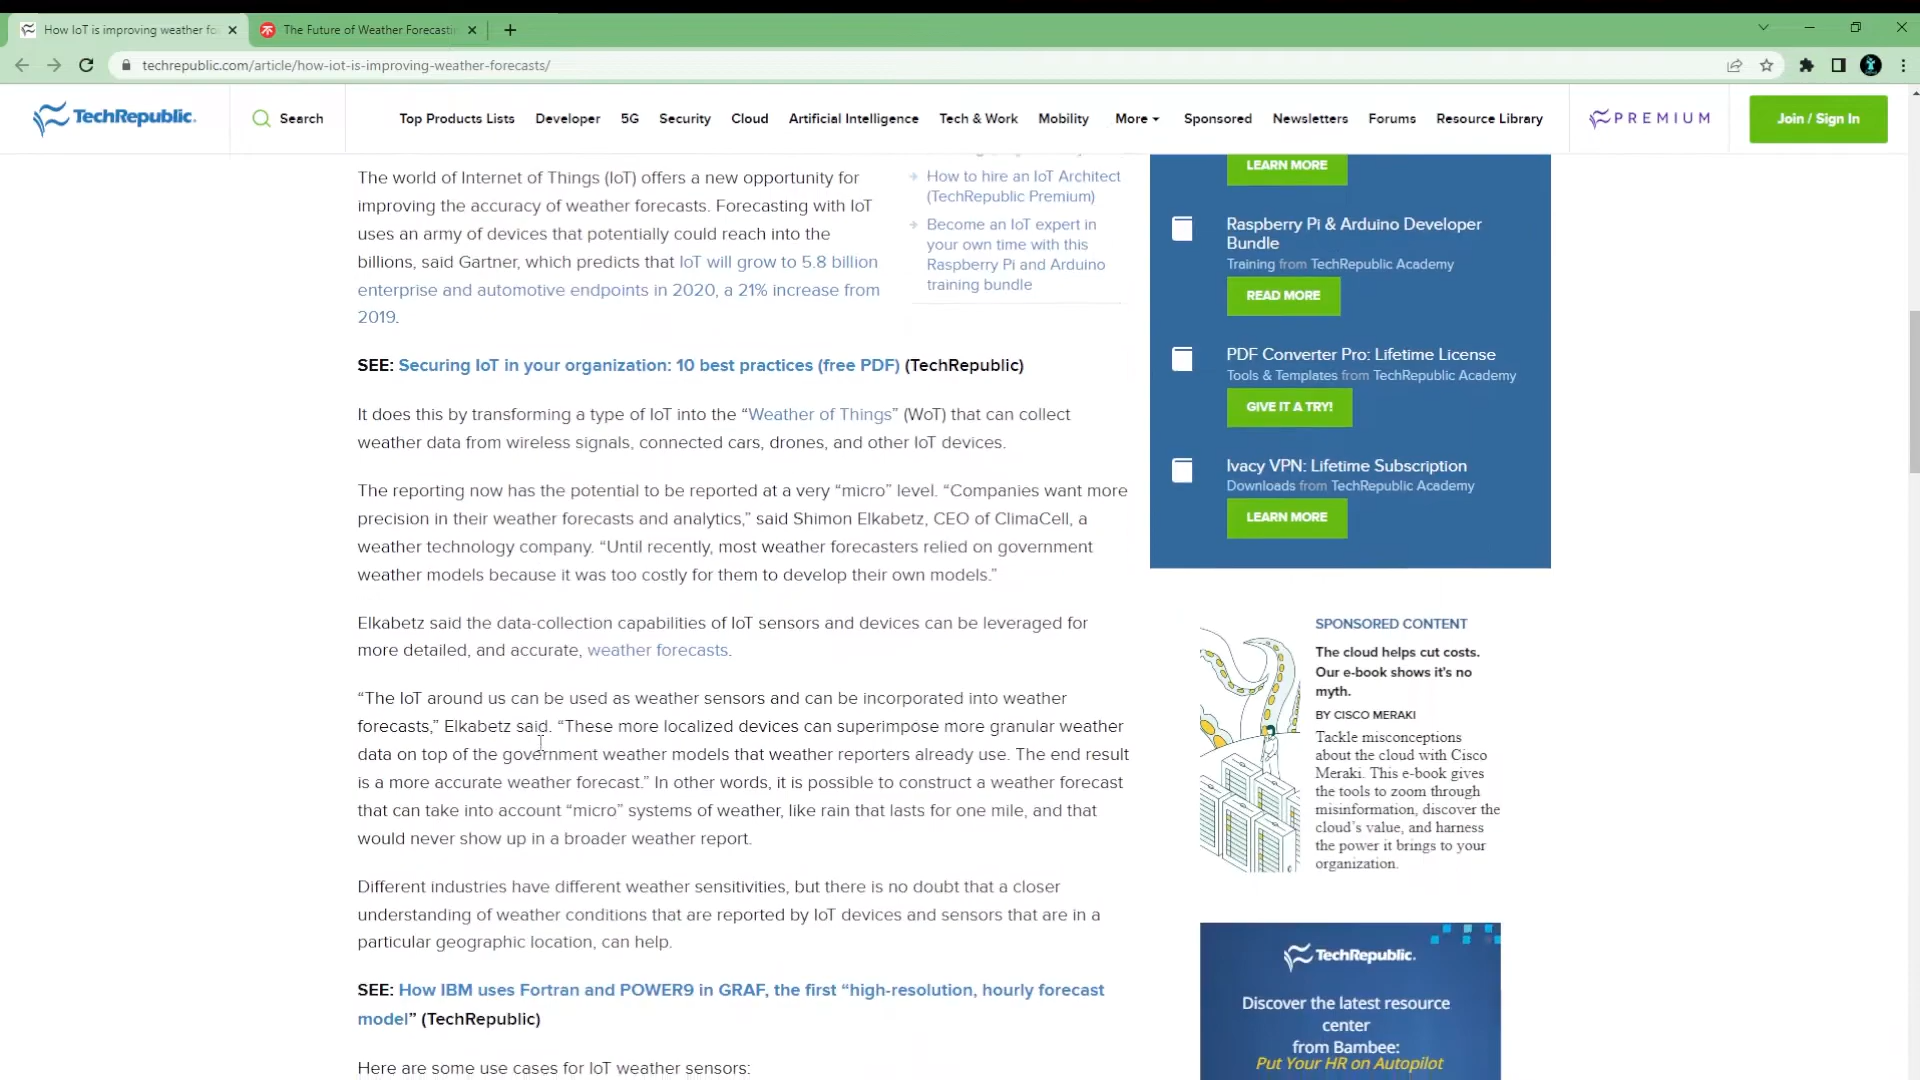 How IoT is improving weather fo
The Future of Weather Forecasti
techrepublic.com/article/how-iot-is-improving-weather-forecasts/
TechRepublic.
Search
Top Products Lists
Developer
5G
Security
Cloud
Artificial Intelligence
Tech & Work
Mobility
More
Sponsored
Newsletters
Forums
Resource Library
PREMIUM
Join / Sign In
The world of Internet of Things (IoT) offers a new opportunity for
improving the accuracy of weather forecasts. Forecasting with IoT
uses an army of devices that potentially could reach into the
billions, said Gartner, which predicts that IoT will grow to 5.8 billion
enterprise and automotive endpoints in 2020, a 21% increase from
2019.
How to hire an IoT Architect
(TechRepublic Premium)
Become an IoT expert in
your own time with this
Raspberry Pi and Arduino
training bundle
SEE: Securing IoT in your organization: 10 best practices (free PDF) (TechRepublic)
It does this by transforming a type of IoT into the “Weather of Things” (WoT) that can collect
weather data from wireless signals, connected cars, drones, and other IoT devices.
The reporting now has the potential to be reported at a very “micro” level. “Companies want more
precision in their weather forecasts and analytics,” said Shimon Elkabetz, CEO of ClimaCell, a
weather technology company. “Until recently, most weather forecasters relied on government
weather models because it was too costly for them to develop their own models.”
Elkabetz said the data-collection capabilities of IoT sensors and devices can be leveraged for
more detailed, and accurate, weather forecasts.
“The IoT around us can be used as weather sensors and can be incorporated into weather
forecasts,” Elkabetz said. “These more localized devices can superimpose more granular weather
data on top of the government weather models that weather reporters already use. The end result
is a more accurate weather forecast.” In other words, it is possible to construct a weather forecast
that can take into account “micro” systems of weather, like rain that lasts for one mile, and that
would never show up in a broader weather report.
Different industries have different weather sensitivities, but there is no doubt that a closer
understanding of weather conditions that are reported by IoT devices and sensors that are in a
particular geographic location, can help.
SEE: How IBM uses Fortran and POWER9 in GRAF, the first “high-resolution, hourly forecast
model” (TechRepublic)
Here are some use cases for IoT weather sensors:
LEARN MORE
Raspberry Pi & Arduino Developer
Bundle
Training from TechRepublic Academy
READ MORE
PDF Converter Pro: Lifetime License
Tools & Templates from TechRepublic Academy
GIVE IT A TRY!
Ivacy VPN: Lifetime Subscription
Downloads from TechRepublic Academy
LEARN MORE
SPONSORED CONTENT
The cloud helps cut costs.
Our e-book shows it's no
myth.
BY CISCO MERAKI
Tackle misconceptions
about the cloud with Cisco
Meraki. This e-book gives
the tools to zoom through
misinformation, discover the
cloud’s value, and harness
the power it brings to your
organization.
TechRepublic.
Discover the latest resource
center
from Bambee:
Put Your HR on Autopilot